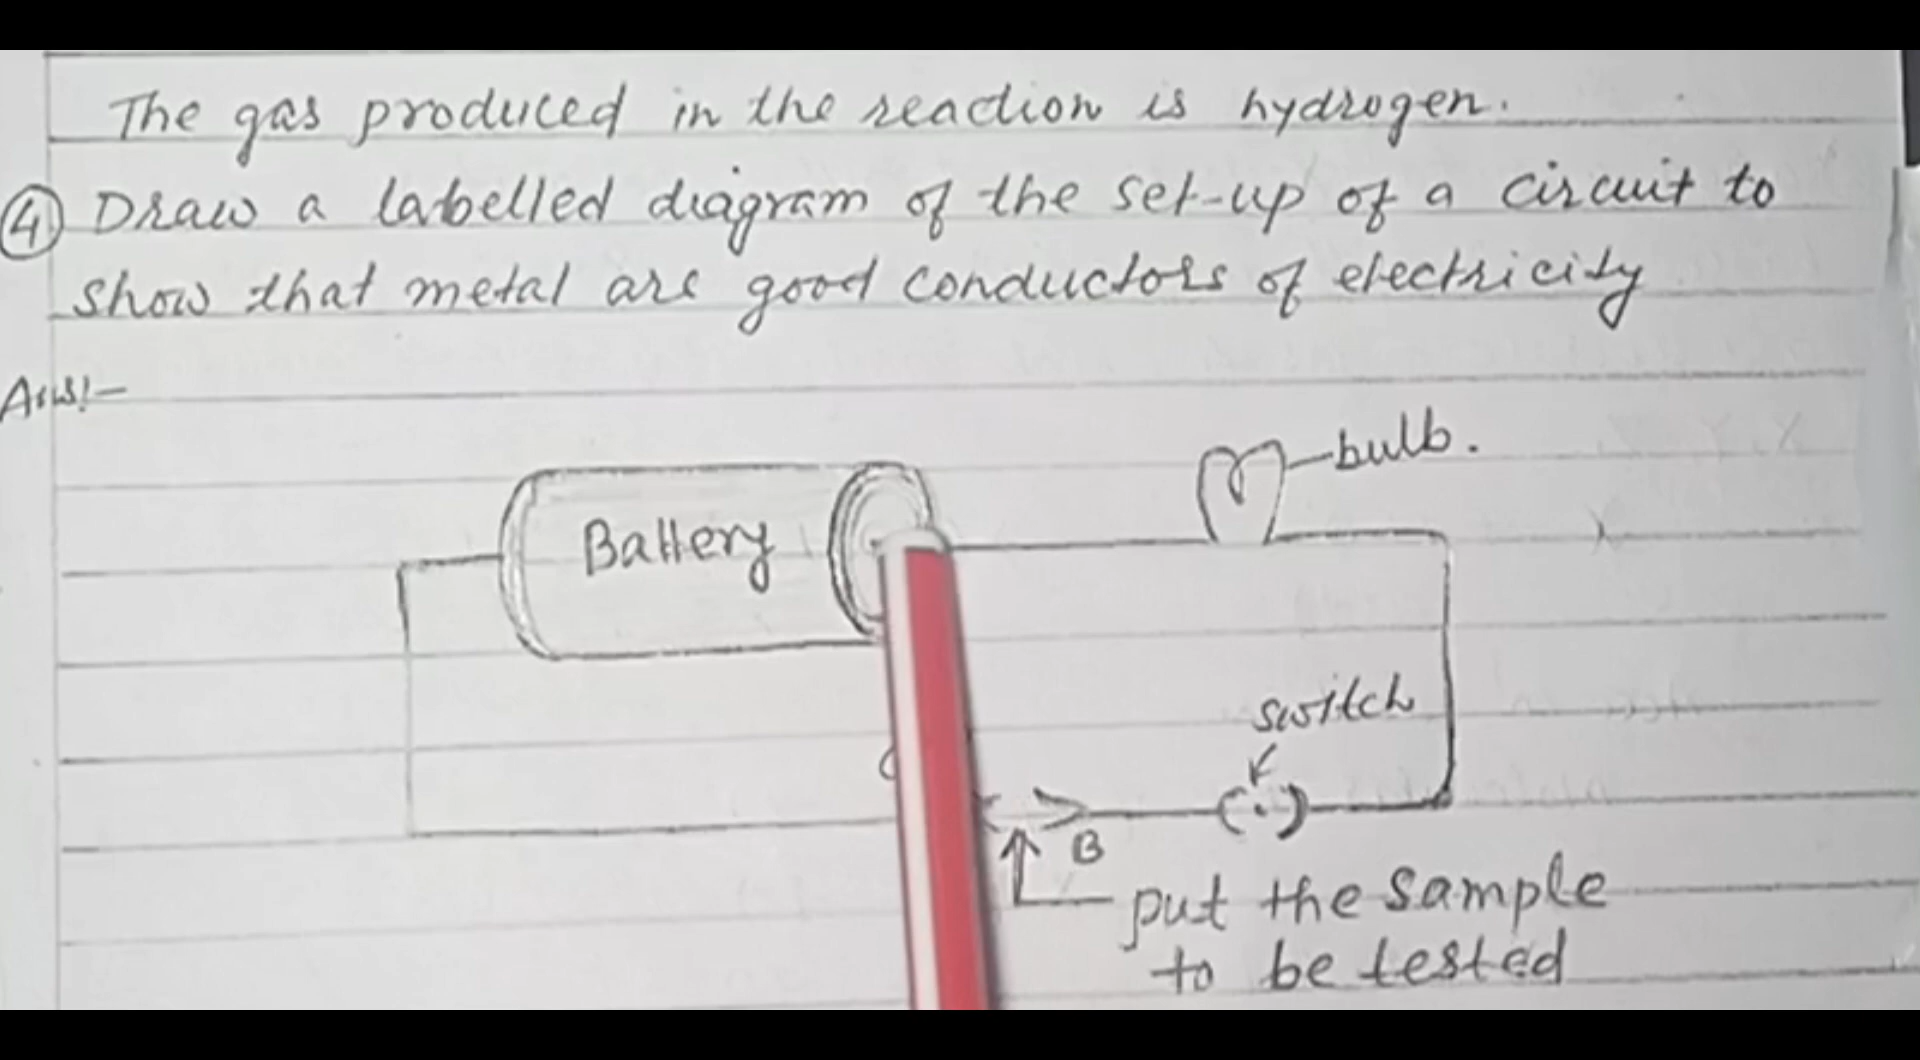 The gas produced in the reaction is hydrogen.
④ Draw a labelled diagram of the set-up of a circuit to
show that metal are good conductors of electricity
Ans:-
bulb.
Battery
switch
B
put the sample
to be tested